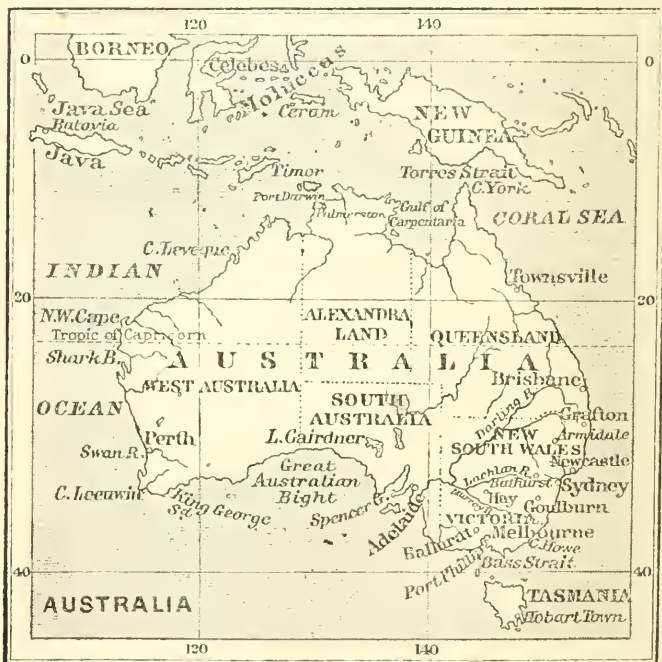 120 140
BORNEO
0 0
Celebes
Moluccas
Java Sea
Ceram
NEW
GUINEA
Batavia
Java
Timor
Torres Strait
C. York
Port Darwin
Palmerston
Gulf of
Carpentaria
CORAL SEA
C. Leveque
INDIAN
Townsville
20 20
N.W. Cape
ALEXANDRA
LAND
QUEENSLAND
Tropic of Capricorn
Shark B.
AUSTRALIA
WEST AUSTRALIA
Brisbane
OCEAN
SOUTH
AUSTRALIA
Darling R.
Grafton
Perth
L. Gairdner
NEW
SOUTH WALES
Armidale
Swan R.
Newcastle
Great
Australian
Bight
Lachlan R.
Bathurst
Sydney
C. Leeuwin
King George
Sd.
Spencer G.
Adelaide
Murray R.
Hay
Goulburn
VICTORIA
Ballarat
Melbourne
C. Howe
Port Phillip
Bass Strait
40 40
AUSTRALIA
TASMANIA
Hobart Town
120 140